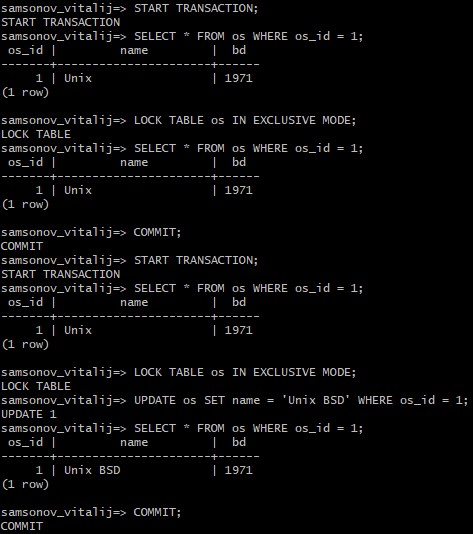 samsonov_vitalij=> START TRANSACTION;
START TRANSACTION
samsonov_vitalij=> SELECT * FROM os WHERE os_id = 1;
 os_id |         name         |  bd
-------+----------------------+------
     1 | Unix                 | 1971
(1 row)

samsonov_vitalij=> LOCK TABLE os IN EXCLUSIVE MODE;
LOCK TABLE
samsonov_vitalij=> SELECT * FROM os WHERE os_id = 1;
 os_id |         name         |  bd
-------+----------------------+------
     1 | Unix                 | 1971
(1 row)

samsonov_vitalij=> COMMIT;
COMMIT
samsonov_vitalij=> START TRANSACTION;
START TRANSACTION
samsonov_vitalij=> SELECT * FROM os WHERE os_id = 1;
 os_id |         name         |  bd
-------+----------------------+------
     1 | Unix                 | 1971
(1 row)

samsonov_vitalij=> LOCK TABLE os IN EXCLUSIVE MODE;
LOCK TABLE
samsonov_vitalij=> UPDATE os SET name = 'Unix BSD' WHERE os_id = 1;
UPDATE 1
samsonov_vitalij=> SELECT * FROM os WHERE os_id = 1;
 os_id |         name         |  bd
-------+----------------------+------
     1 | Unix BSD             | 1971
(1 row)

samsonov_vitalij=> COMMIT;
COMMIT